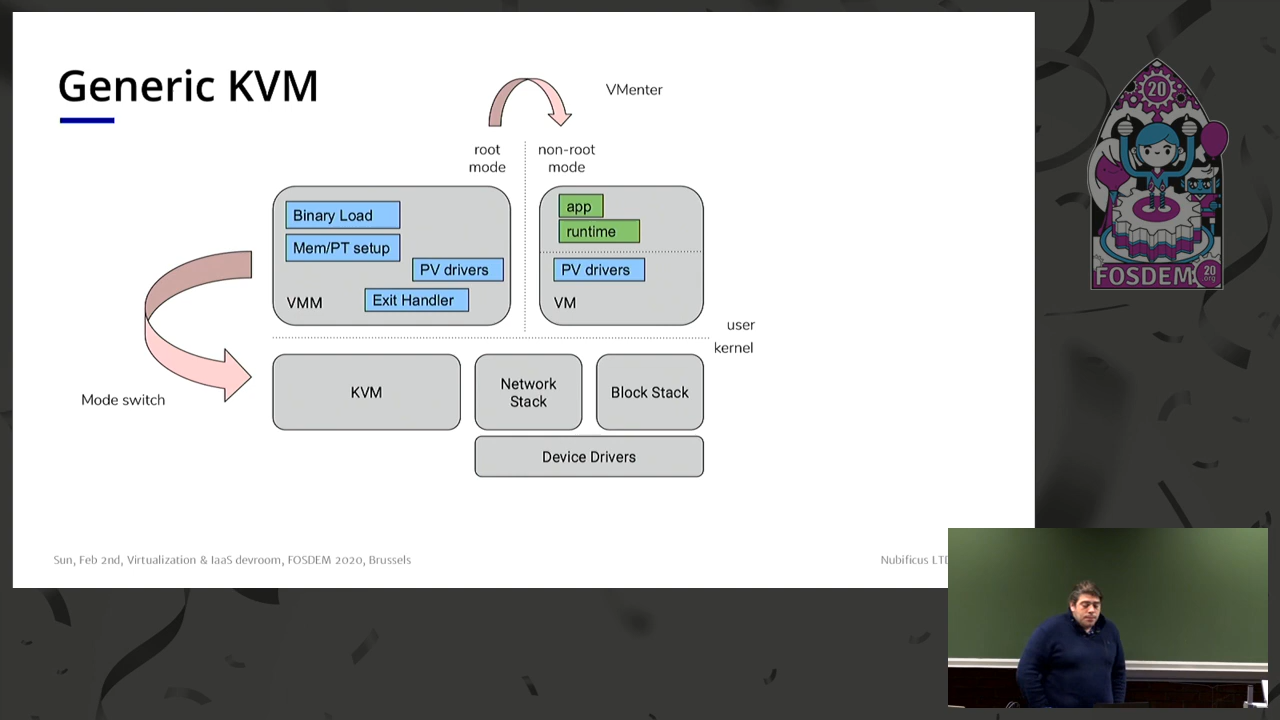 Generic KVM
VMenter
root
mode
non-root
mode
Binary Load
Mem/PT setup
PV drivers
Exit Handler
VMM
app
runtime
PV drivers
VM
user
kernel
Mode switch
KVM
Network
Stack
Block Stack
Device Drivers
Sun, Feb 2nd, Virtualization & IaaS devroom, FOSDEM 2020, Brussels
Nubificus
20
FOSDEM
20
.org